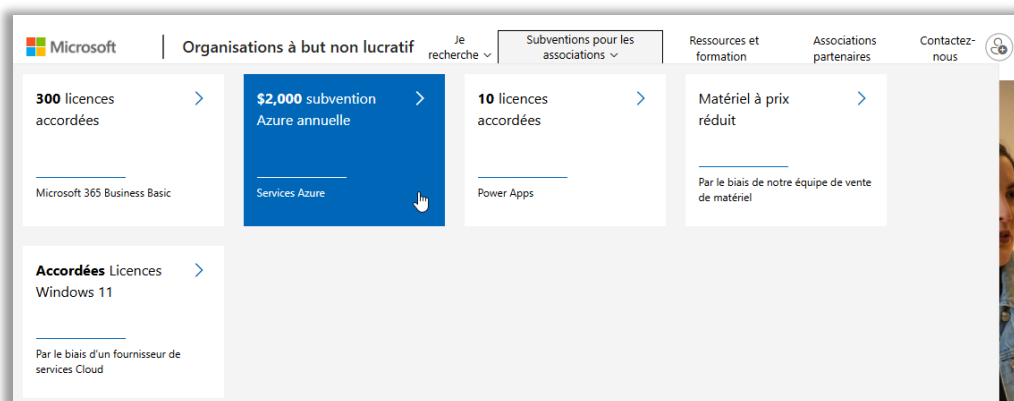 Microsoft
Organisations à but non lucratif
Je
recherche
Subventions pour les
associations
Ressources et
formation
Associations
partenaires
Contactez-
nous
300 licences
accordées
Microsoft 365 Business Basic
$2,000 subvention
Azure annuelle
Services Azure
10 licences
accordées
Power Apps
Matériel à prix
réduit
Par le biais de notre équipe de vente
de matériel
Accordées Licences
Windows 11
Par le biais d'un fournisseur de
services Cloud